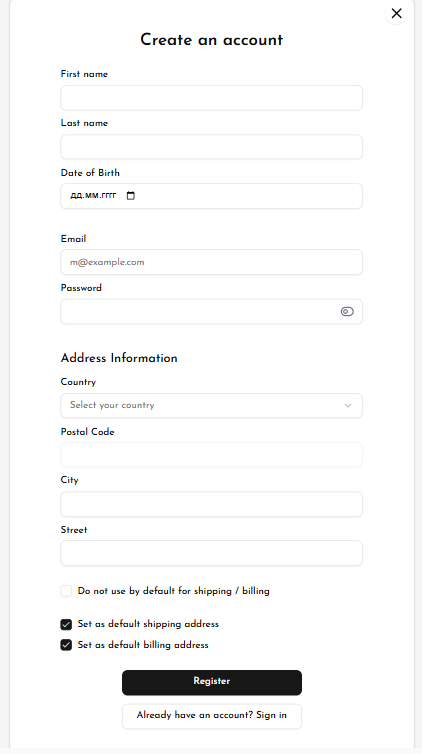 Create an account
First name
Last name
Date of Birth
дд.мм.гггг
Email
m@example.com
Password
Address Information
Country
Select your country
Postal Code
City
Street
Do not use by default for shipping / billing
Set as default shipping address
Set as default billing address
Register
Already have an account? Sign in